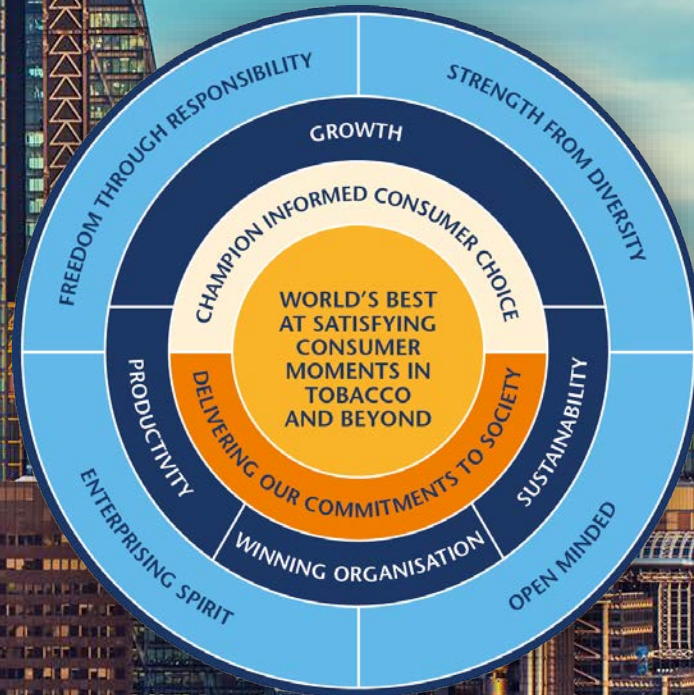 FREEDOM THROUGH RESPONSIBILITY
STRENGTH FROM DIVERSITY
GROWTH
CHAMPION INFORMED CONSUMER CHOICE
WORLD'S BEST
AT SATISFYING
CONSUMER
MOMENTS IN
TOBACCO
AND BEYOND
DELIVERING OUR COMMITMENTS TO SOCIETY
PRODUCTIVITY
SUSTAINABILITY
WINNING ORGANISATION
ENTERPRISING SPIRIT
OPEN MINDED